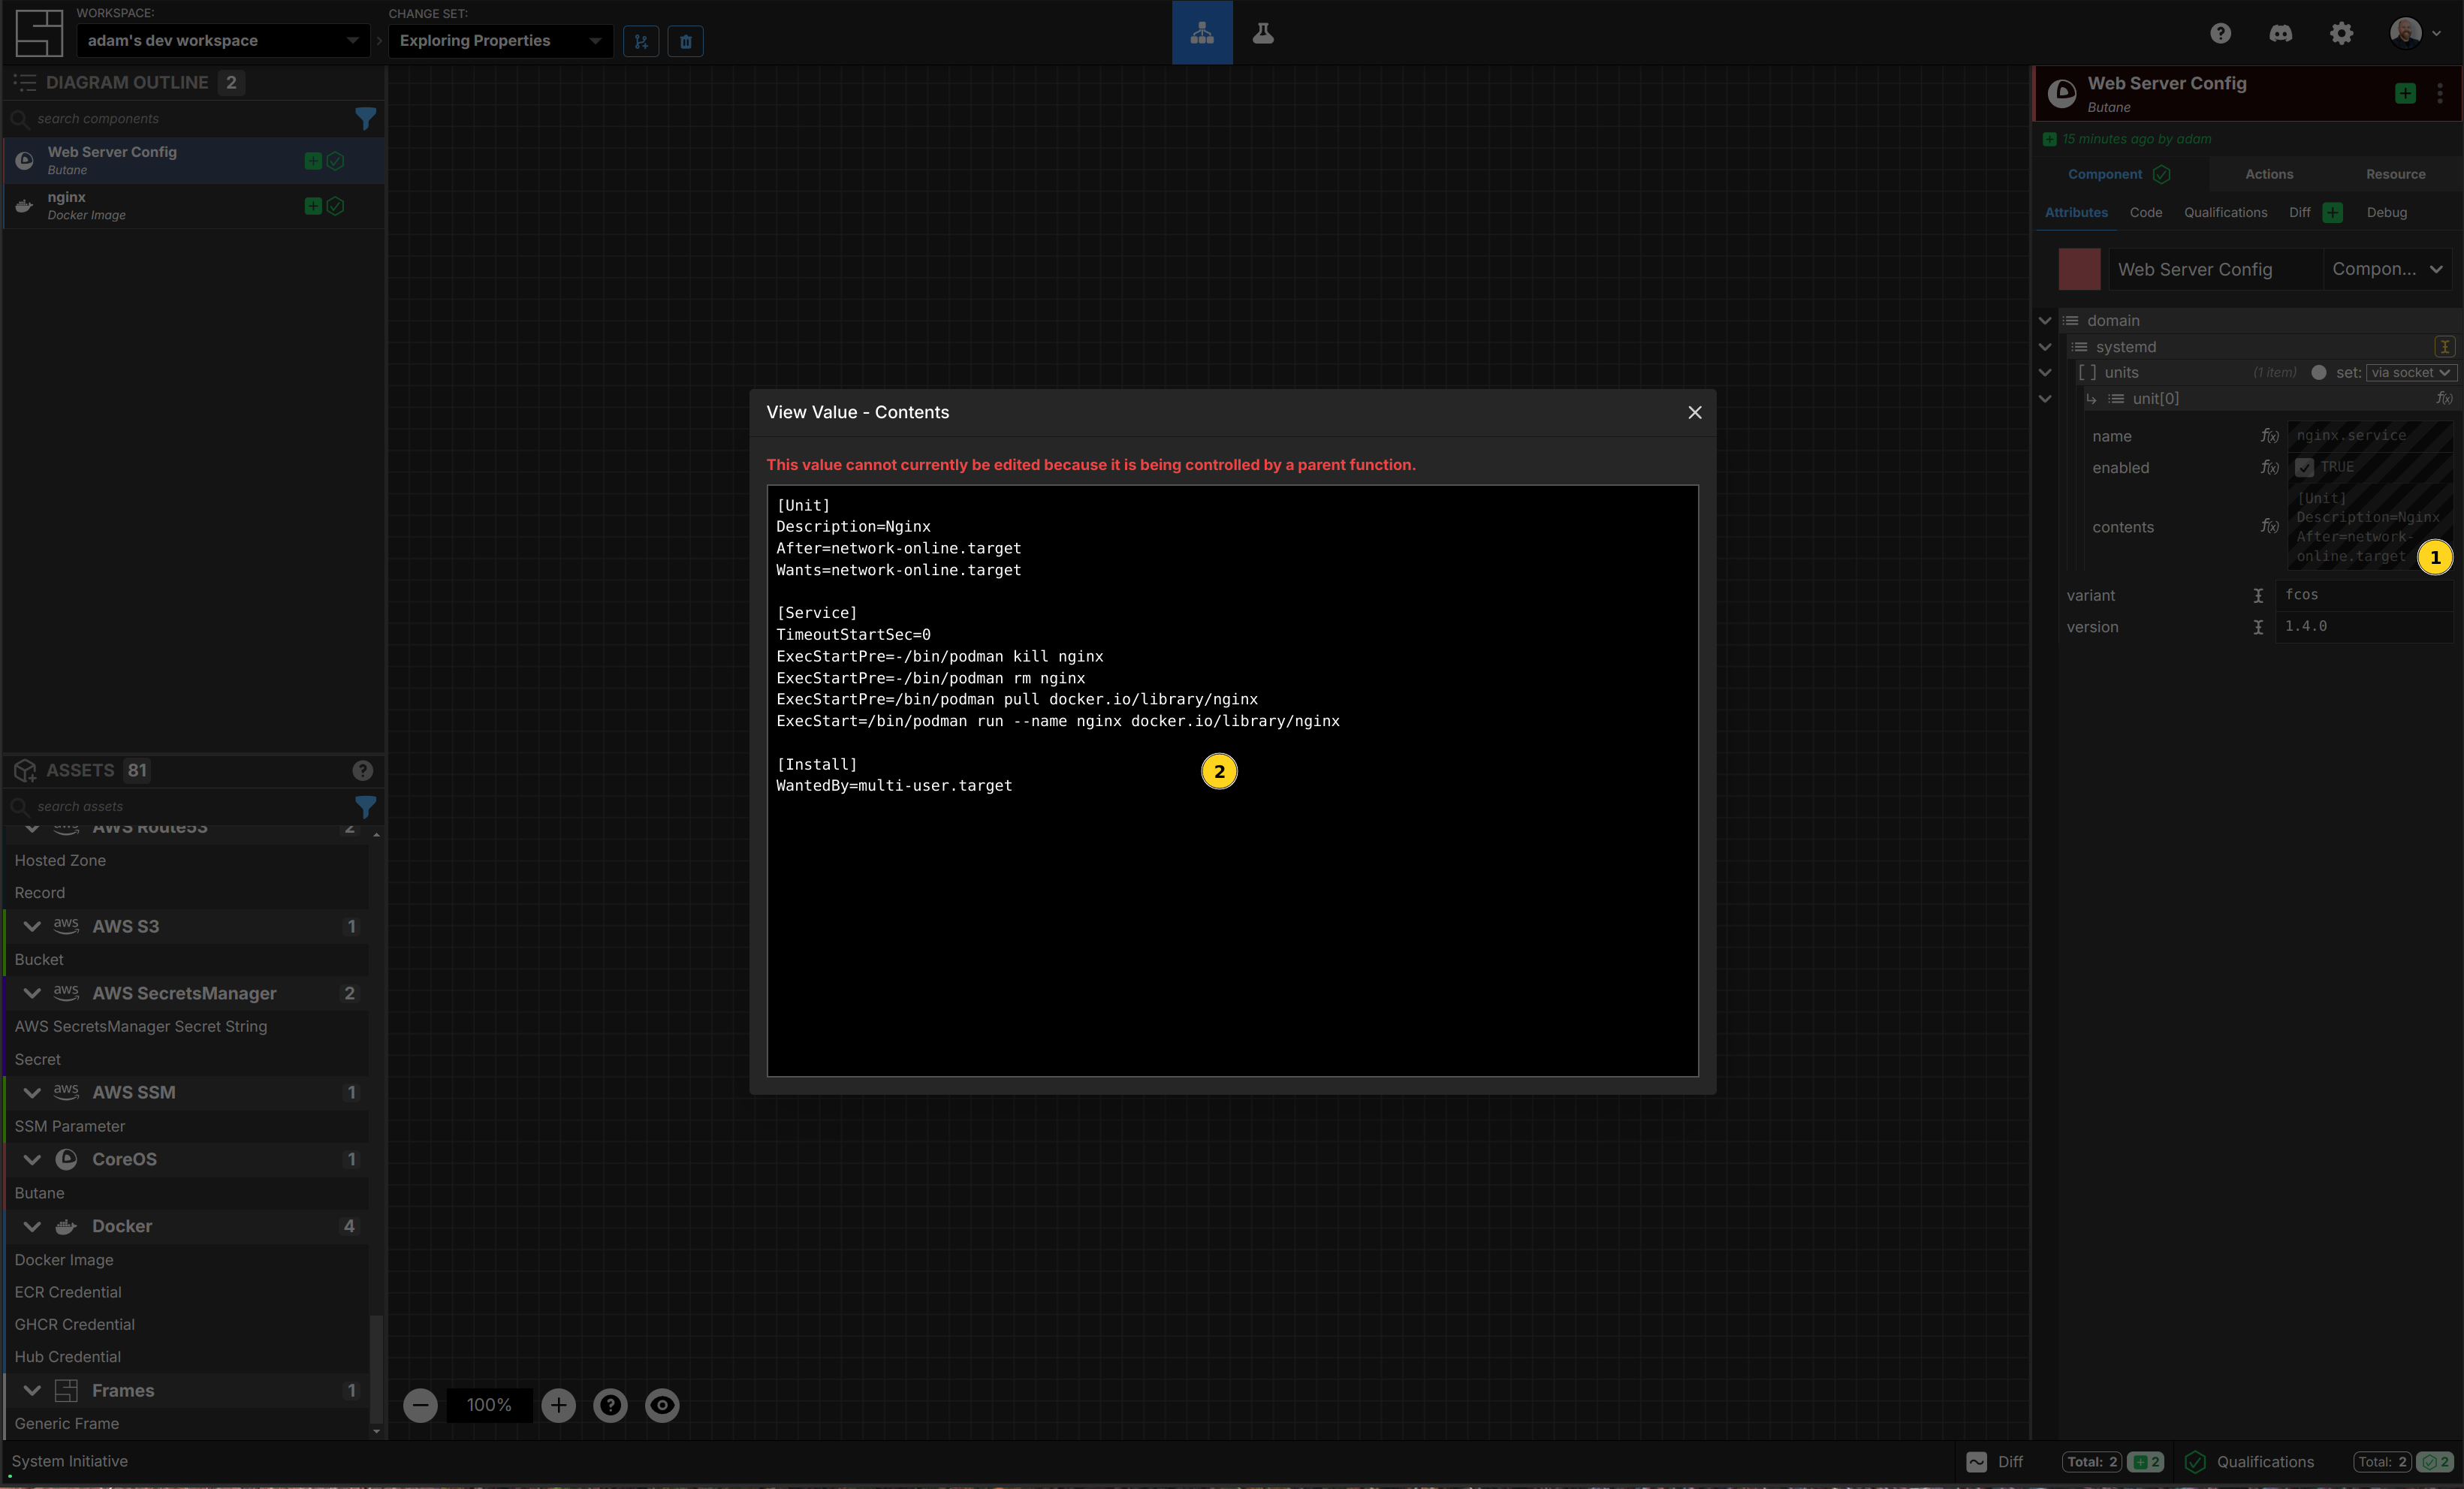 WORKSPACE:
adam's dev workspace
CHANGE SET:
Exploring Properties
DIAGRAM OUTLINE 2
search components
Web Server Config
Butane
nginx
Docker Image
ASSETS 81
search assets
AWS Route53 2
Hosted Zone
Record
aws AWS S3 1
Bucket
aws AWS SecretsManager 2
AWS SecretsManager Secret String
Secret
aws AWS SSM 1
SSM Parameter
CoreOS 1
Butane
Docker 4
Docker Image
ECR Credential
GHCR Credential
Hub Credential
Frames 1
Generic Frame
View Value - Contents
This value cannot currently be edited because it is being controlled by a parent function.
[Unit]
Description=Nginx
After=network-online.target
Wants=network-online.target
[Service]
TimeoutStartSec=0
ExecStartPre=-/bin/podman kill nginx
ExecStartPre=-/bin/podman rm nginx
ExecStartPre=/bin/podman pull docker.io/library/nginx
ExecStart=/bin/podman run --name nginx docker.io/library/nginx
[Install]
WantedBy=multi-user.target
2
100%
Web Server Config
Butane
15 minutes ago by adam
Component Actions Resource
Attributes Code Qualifications Diff Debug
Web Server Config Compon...
domain
systemd
[ ] units (1 item) set: via socket
unit[0] f(x)
name f(x) nginx.service
enabled f(x) TRUE
contents f(x) [Unit]
Description=Nginx
After=network-
online.target
1
variant fcos
version 1.4.0
System Initiative
Diff Total: 2 2 Qualifications Total: 2 2